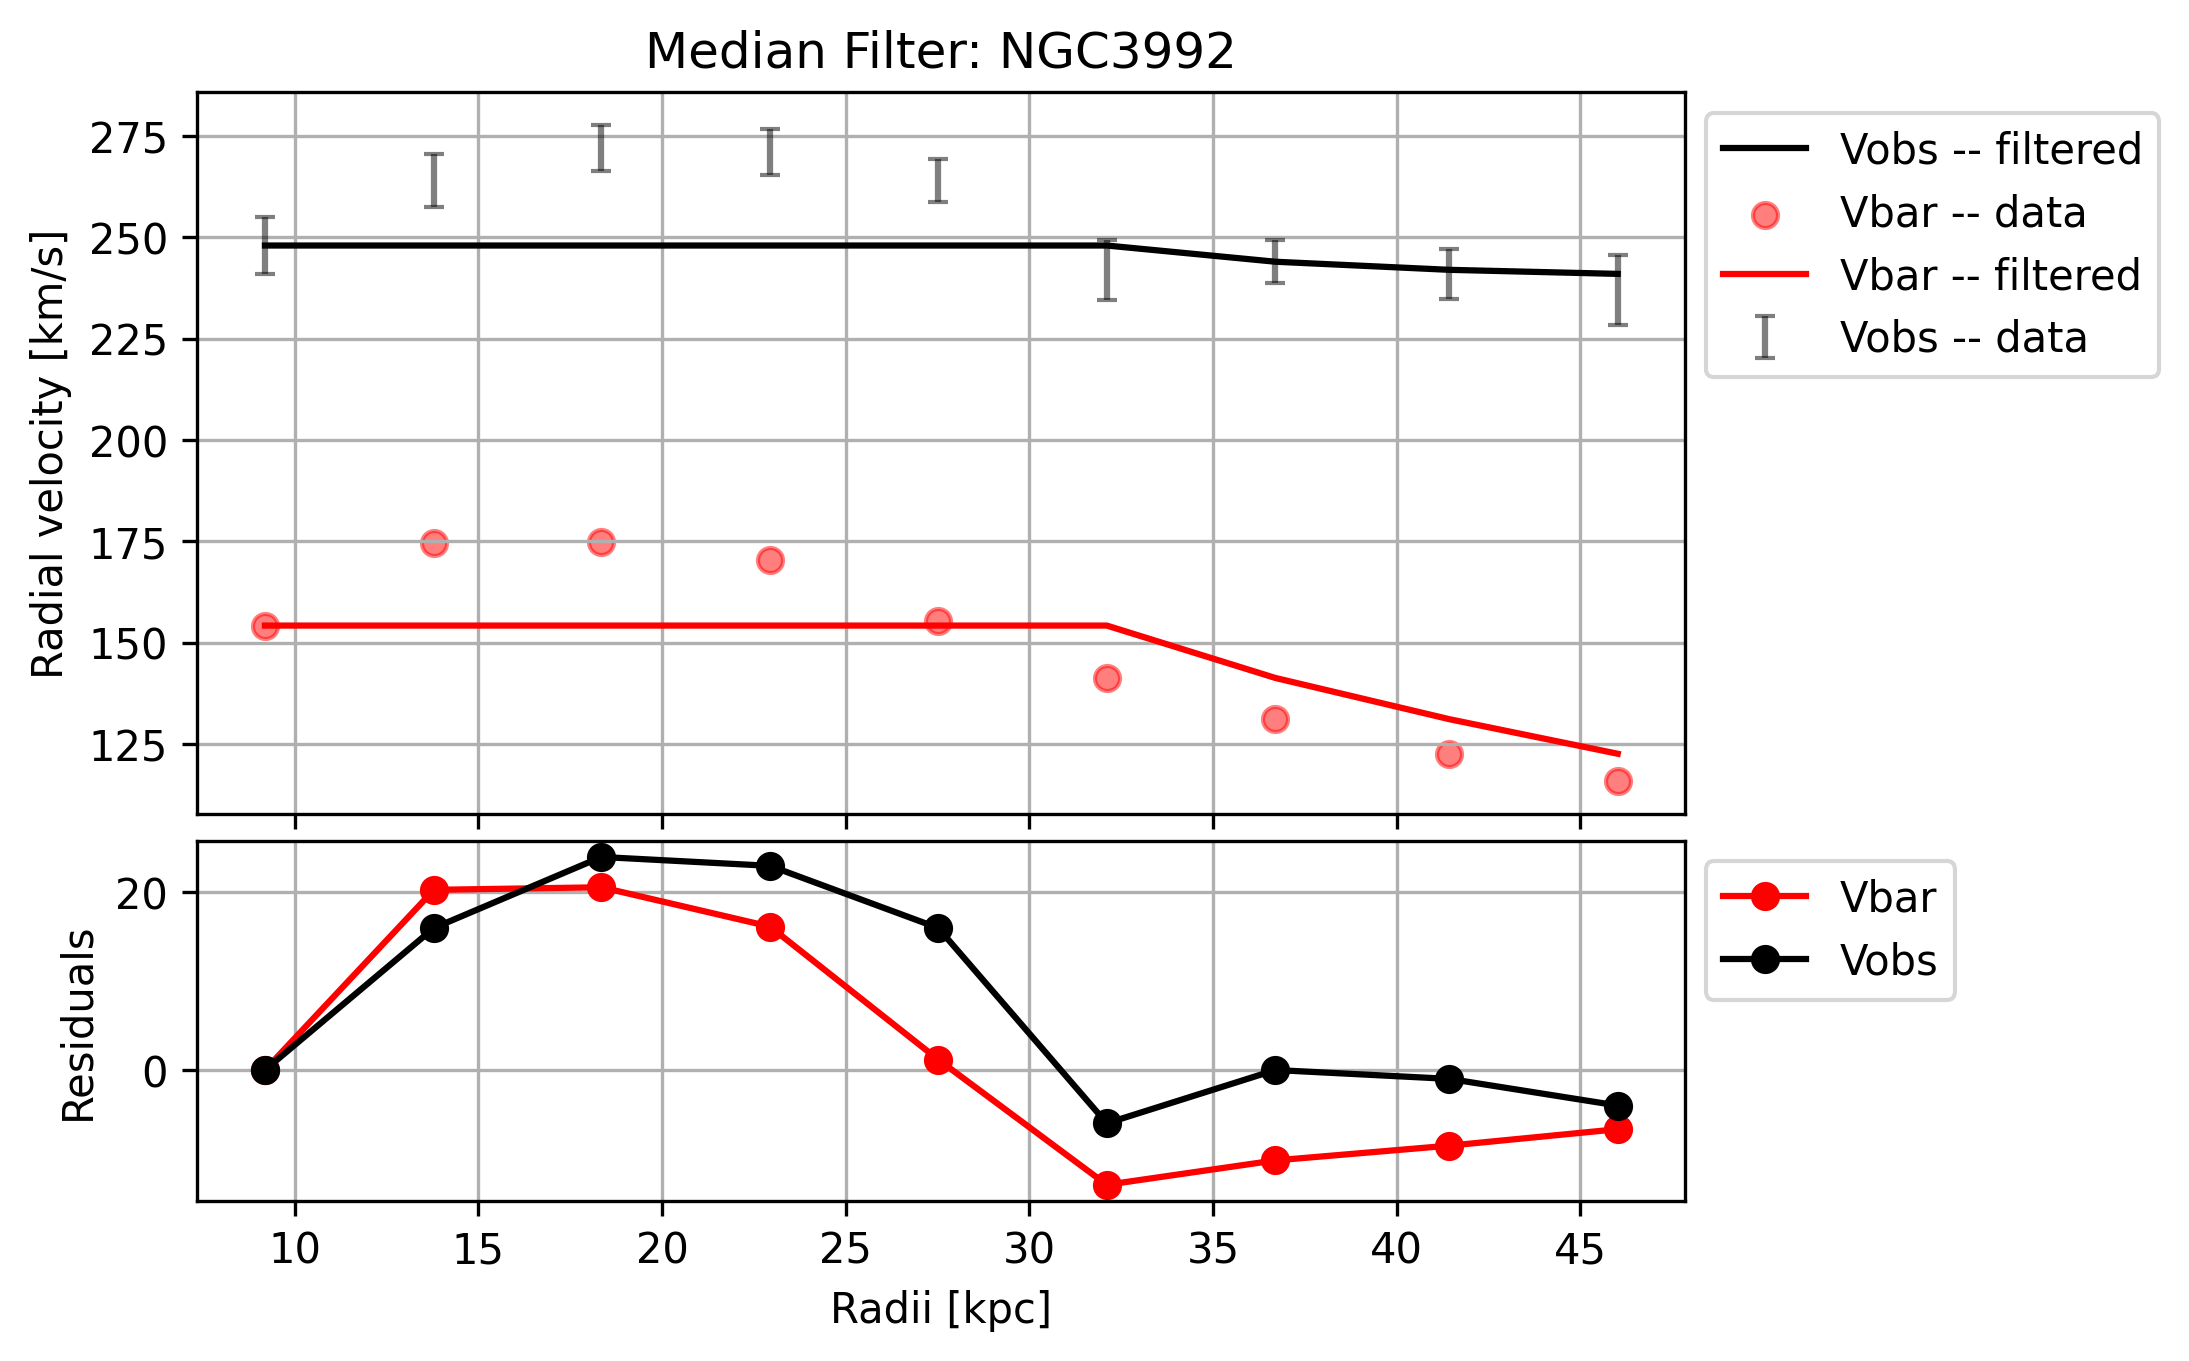 Median Filter: NGC3992
275
250
225
200
175
150
125
Radial velocity [km/s]
Vobs -- filtered
Vbar -- data
Vbar -- filtered
Vobs -- data
20
0
Residuals
Vbar
Vobs
10 15 20 25 30 35 40 45
Radii [kpc]